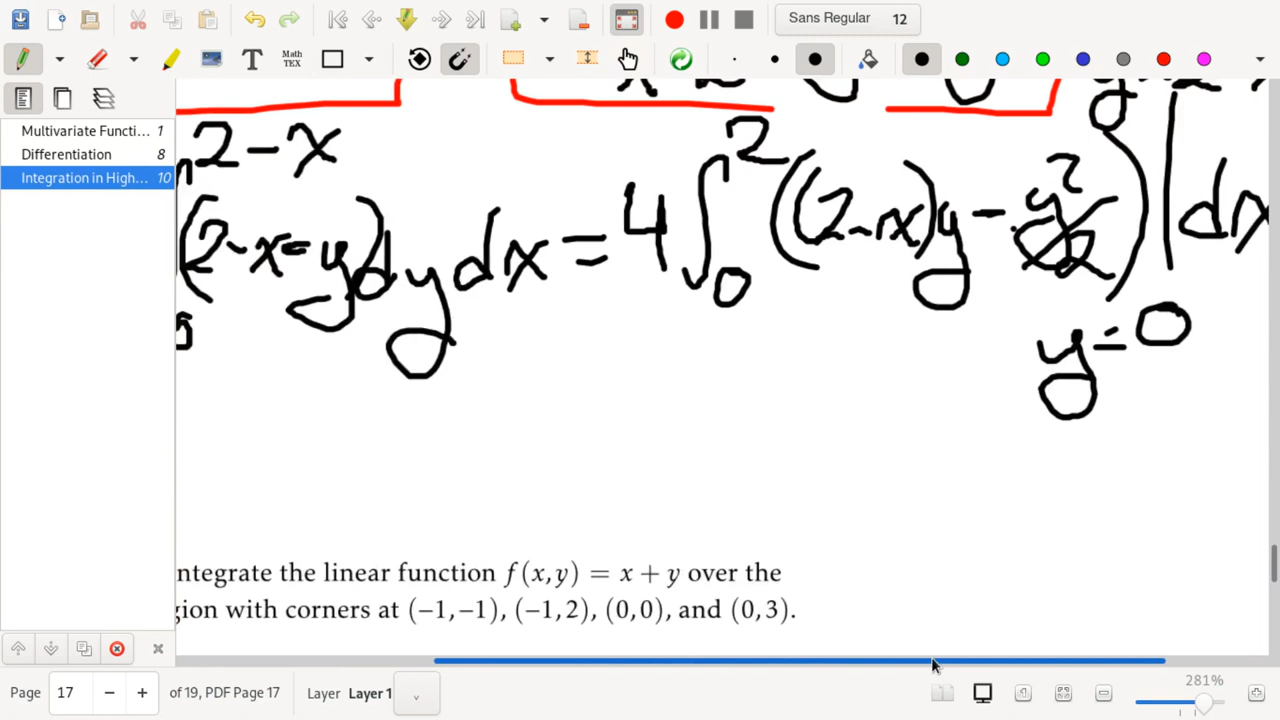 Sans Regular 12
T Math TEX
Multivariate Functi... 1
Differentiation 8
Integration in High... 10
2 - x
(2-x-y)dy dx = 4 ∫₀² ((2-x)y - y²/2) | dx
y=0
ntegrate the linear function f(x,y) = x + y over the
gion with corners at (−1,−1), (−1,2), (0,0), and (0,3).
Page 17 of 19, PDF Page 17 Layer Layer 1 281%